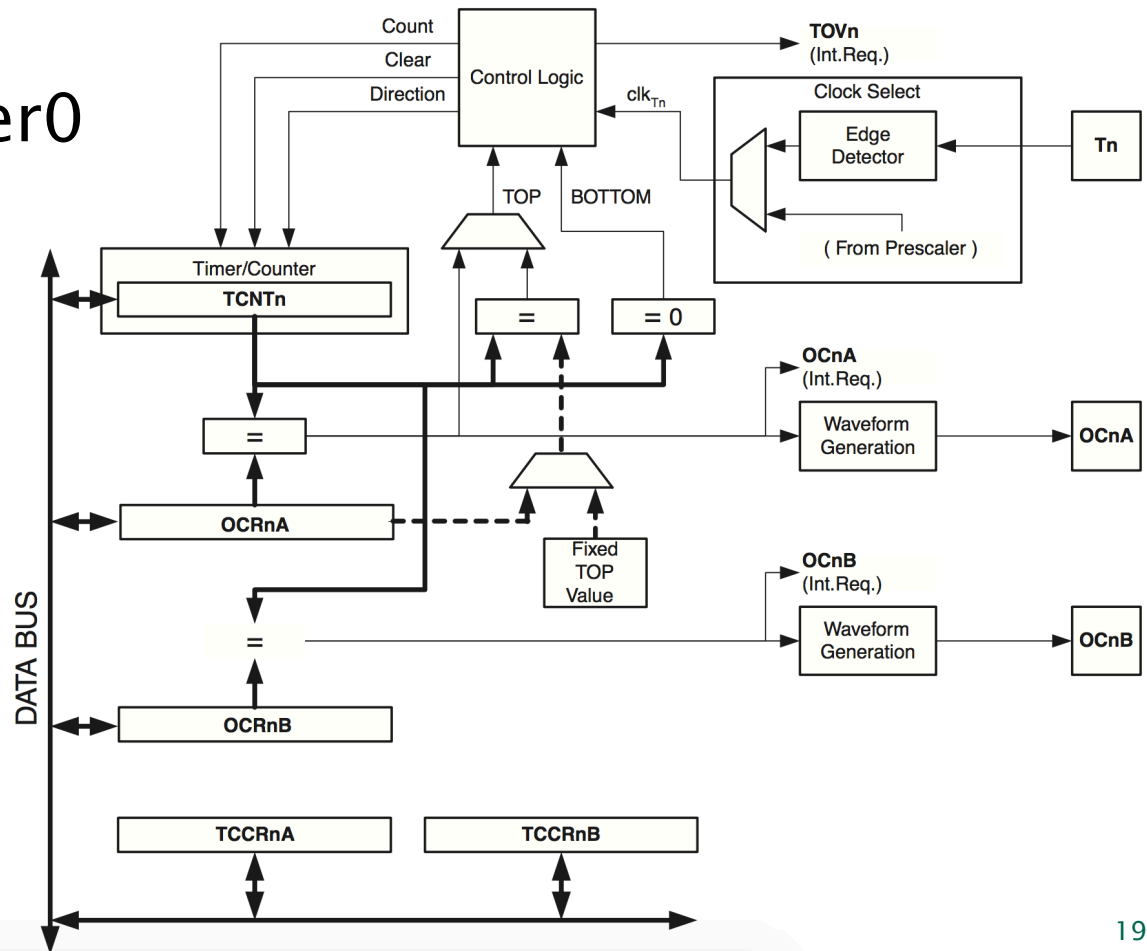 er0
Count
Clear
Direction
Control Logic
TOVn
(Int.Req.)
clkTn
Clock Select
Edge
Detector
Tn
( From Prescaler )
TOP
BOTTOM
Timer/Counter
TCNTn
=
= 0
OCnA
(Int.Req.)
=
Waveform
Generation
OCnA
OCRnA
Fixed
TOP
Value
OCnB
(Int.Req.)
=
Waveform
Generation
OCnB
DATA BUS
OCRnB
TCCRnA
TCCRnB
19